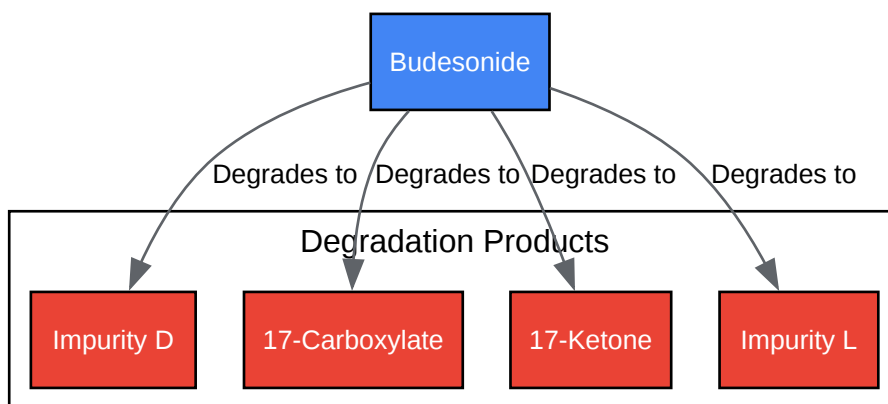 Budesonide
Degrades to Degrades to Degrades to Degrades to
Degradation Products
Impurity D 17-Carboxylate 17-Ketone Impurity L